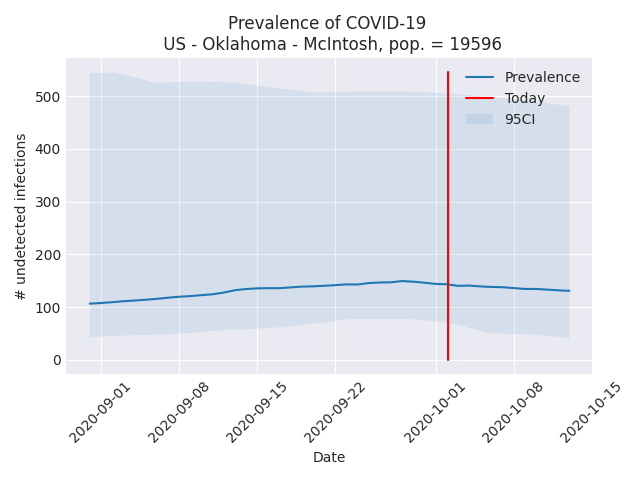 Prevalence of COVID-19
US - Oklahoma - McIntosh, pop. = 19596
Prevalence
Today
95CI
# undetected infections
500
400
300
200
100
0
2020-09-01
2020-09-08
2020-09-15
2020-09-22
2020-10-01
2020-10-08
2020-10-15
Date